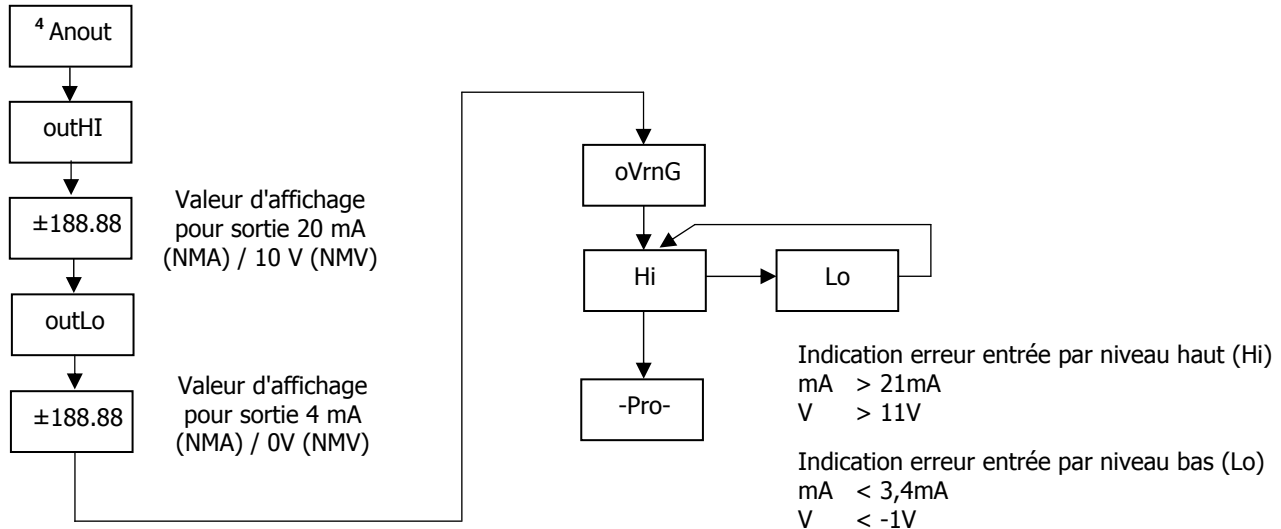 ⁴ Anout
outHI
±188.88
Valeur d'affichage
pour sortie 20 mA
(NMA) / 10 V (NMV)
outLo
±188.88
Valeur d'affichage
pour sortie 4 mA
(NMA) / 0V (NMV)
oVrnG
Hi
Lo
-Pro-
Indication erreur entrée par niveau haut (Hi)
mA > 21mA
V > 11V
Indication erreur entrée par niveau bas (Lo)
mA < 3,4mA
V < -1V